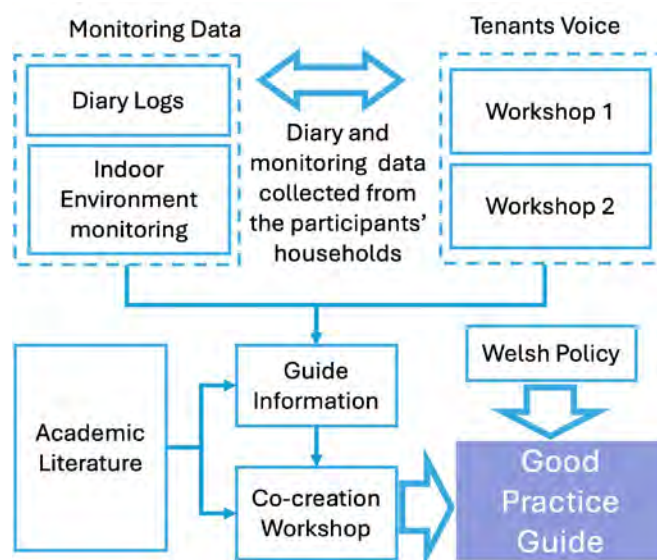 Monitoring Data
Tenants Voice
Diary Logs
Indoor
Environment
monitoring
Diary and
monitoring data
collected from
the participants'
households
Workshop 1
Workshop 2
Academic
Literature
Guide
Information
Co-creation
Workshop
Welsh Policy
Good
Practice
Guide